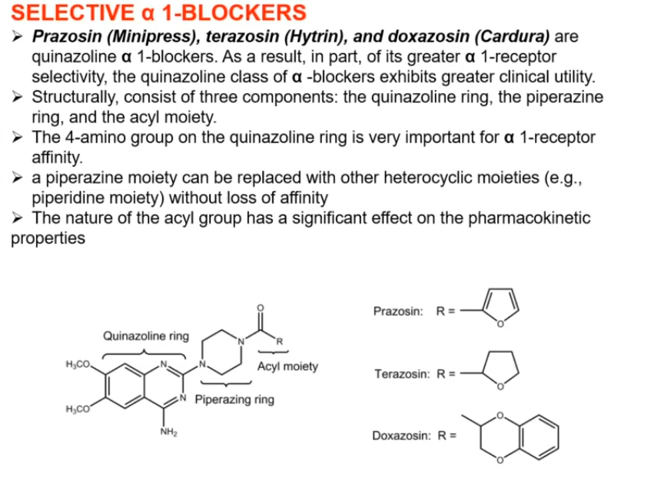 SELECTIVE α 1-BLOCKERS
➢ Prazosin (Minipress), terazosin (Hytrin), and doxazosin (Cardura) are
quinazoline α 1-blockers. As a result, in part, of its greater α 1-receptor
selectivity, the quinazoline class of α -blockers exhibits greater clinical utility.
➢ Structurally, consist of three components: the quinazoline ring, the piperazine
ring, and the acyl moiety.
➢ The 4-amino group on the quinazoline ring is very important for α 1-receptor
affinity.
➢ a piperazine moiety can be replaced with other heterocyclic moieties (e.g.,
piperidine moiety) without loss of affinity
➢ The nature of the acyl group has a significant effect on the pharmacokinetic
properties
Quinazoline ring
O
N
R
Acyl moiety
H₃CO
N
N
N
Piperazing ring
H₃CO
NH₂
Prazosin: R =
O
Terazosin: R =
O
Doxazosin: R =
O
O